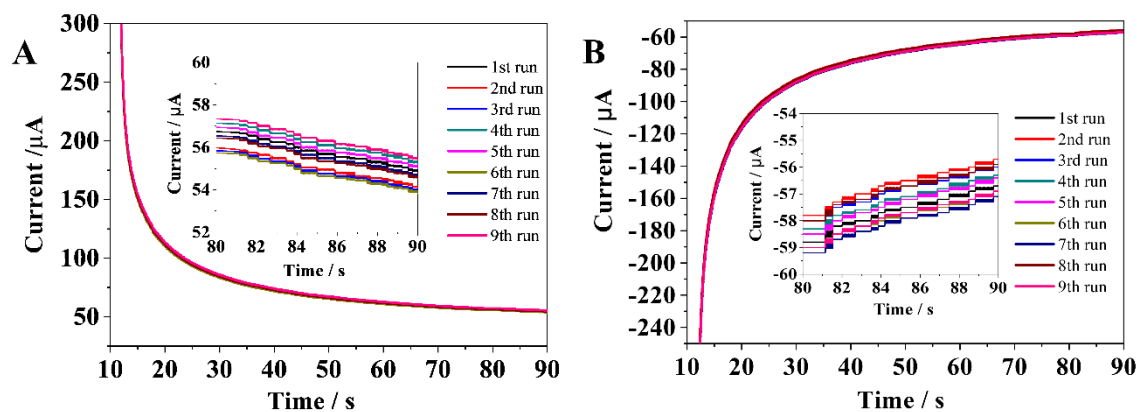 A
Current /µA
300
250
200
150
100
50
10 20 30 40 50 60 70 80 90
Time / s
Current / µA
60
58
56
54
52
80 82 84 86 88 90
Time / s
1st run
2nd run
3rd run
4th run
5th run
6th run
7th run
8th run
9th run
B
Current / µA
-60
-80
-100
-120
-140
-160
-180
-200
-220
-240
10 20 30 40 50 60 70 80 90
Time / s
Current / µA
-54
-55
-56
-57
-58
-59
-60
80 82 84 86 88 90
Time / s
1st run
2nd run
3rd run
4th run
5th run
6th run
7th run
8th run
9th run